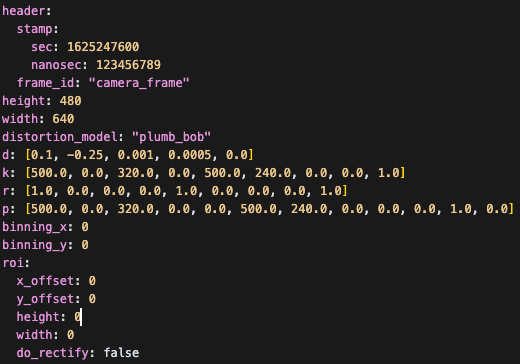 header:
  stamp:
    sec: 1625247600
    nanosec: 123456789
  frame_id: "camera_frame"
height: 480
width: 640
distortion_model: "plumb_bob"
d: [0.1, -0.25, 0.001, 0.0005, 0.0]
k: [500.0, 0.0, 320.0, 0.0, 500.0, 240.0, 0.0, 0.0, 1.0]
r: [1.0, 0.0, 0.0, 0.0, 1.0, 0.0, 0.0, 0.0, 1.0]
p: [500.0, 0.0, 320.0, 0.0, 0.0, 500.0, 240.0, 0.0, 0.0, 0.0, 1.0, 0.0]
binning_x: 0
binning_y: 0
roi:
  x_offset: 0
  y_offset: 0
  height: 0
  width: 0
  do_rectify: false